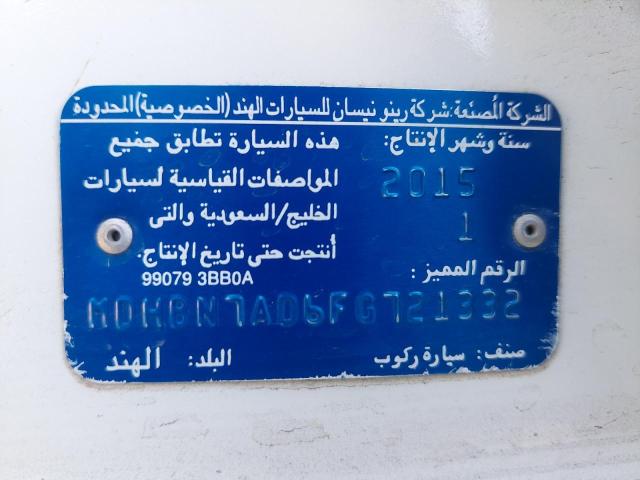 الشركة المُصنّعة: شركة رينو نيسان للسيارات الهند (الخصوصية) المحدودة
سنة وشهر الإنتاج:
2015
1
هذه السيارة تطابق جميع
المواصفات القياسية لسيارات
الخليج/السعودية والتى
أنتجت حتى تاريخ الإنتاج.
99079 3BB0A
الرقم المميز :
MDHBN7AD6FG721332
صنف: سيارة ركوب
البلد: الهند